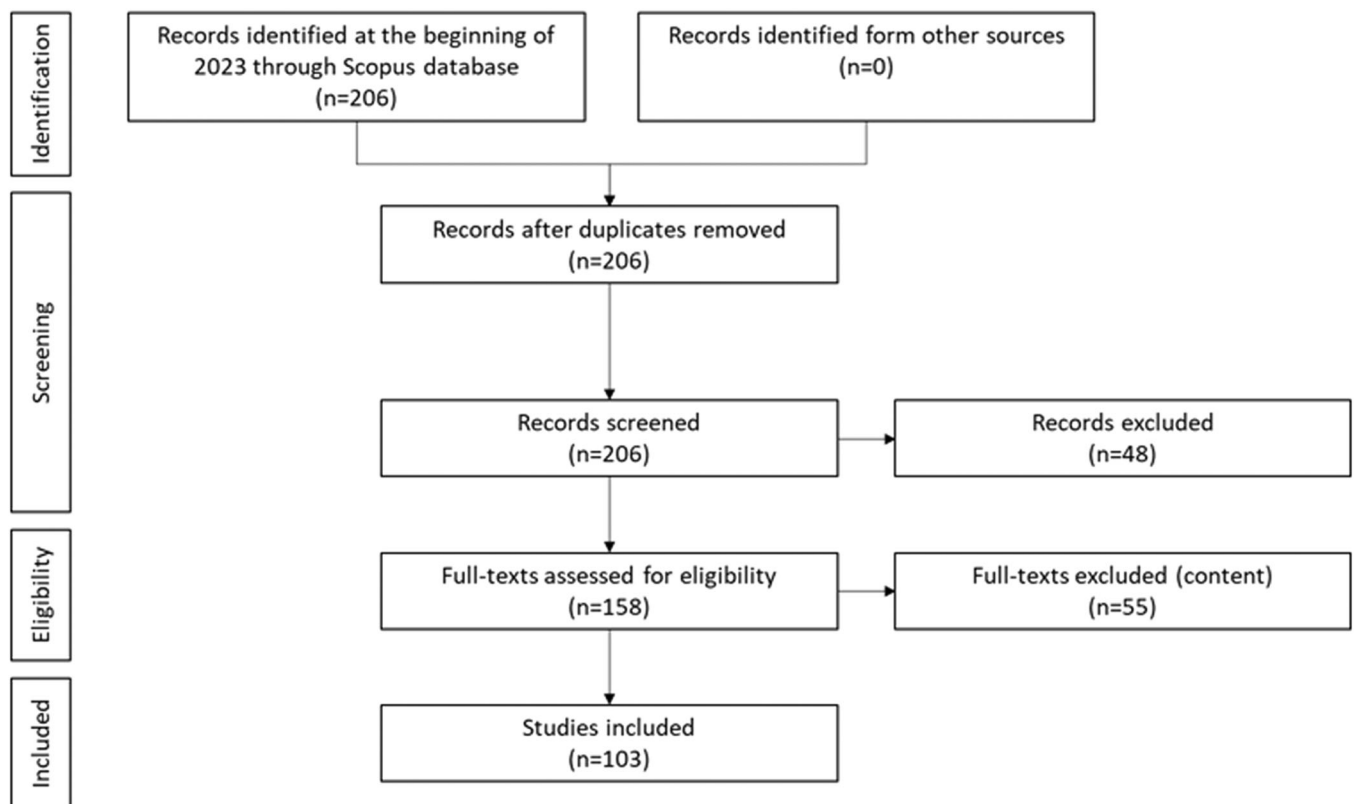 Identification
Records identified at the beginning of
2023 through Scopus database
(n=206)
Records identified form other sources
(n=0)
Screening
Records after duplicates removed
(n=206)
Records screened
(n=206)
Records excluded
(n=48)
Eligibility
Full-texts assessed for eligibility
(n=158)
Full-texts excluded (content)
(n=55)
Included
Studies included
(n=103)